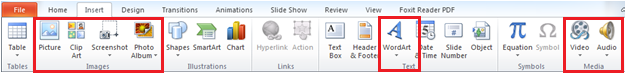 File Home Insert Design Transitions Animations Slide Show Review View Foxit Reader PDF
Table Picture Clip Art Screenshot Photo Album Shapes SmartArt Chart Hyperlink Action Text Box Header & Footer WordArt Date & Time Slide Number Object Equation Symbol Video Audio
Tables Images Illustrations Links Text Symbols Media